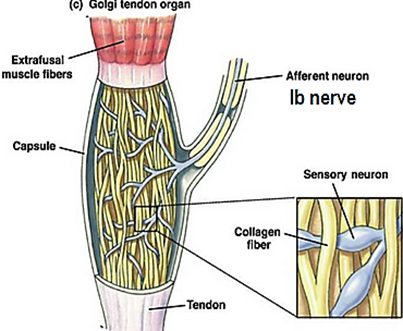 (c) Golgi tendon organ
Extrafusal
muscle fibers
Afferent neuron
Ib nerve
Capsule
Sensory neuron
Collagen
fiber
Tendon